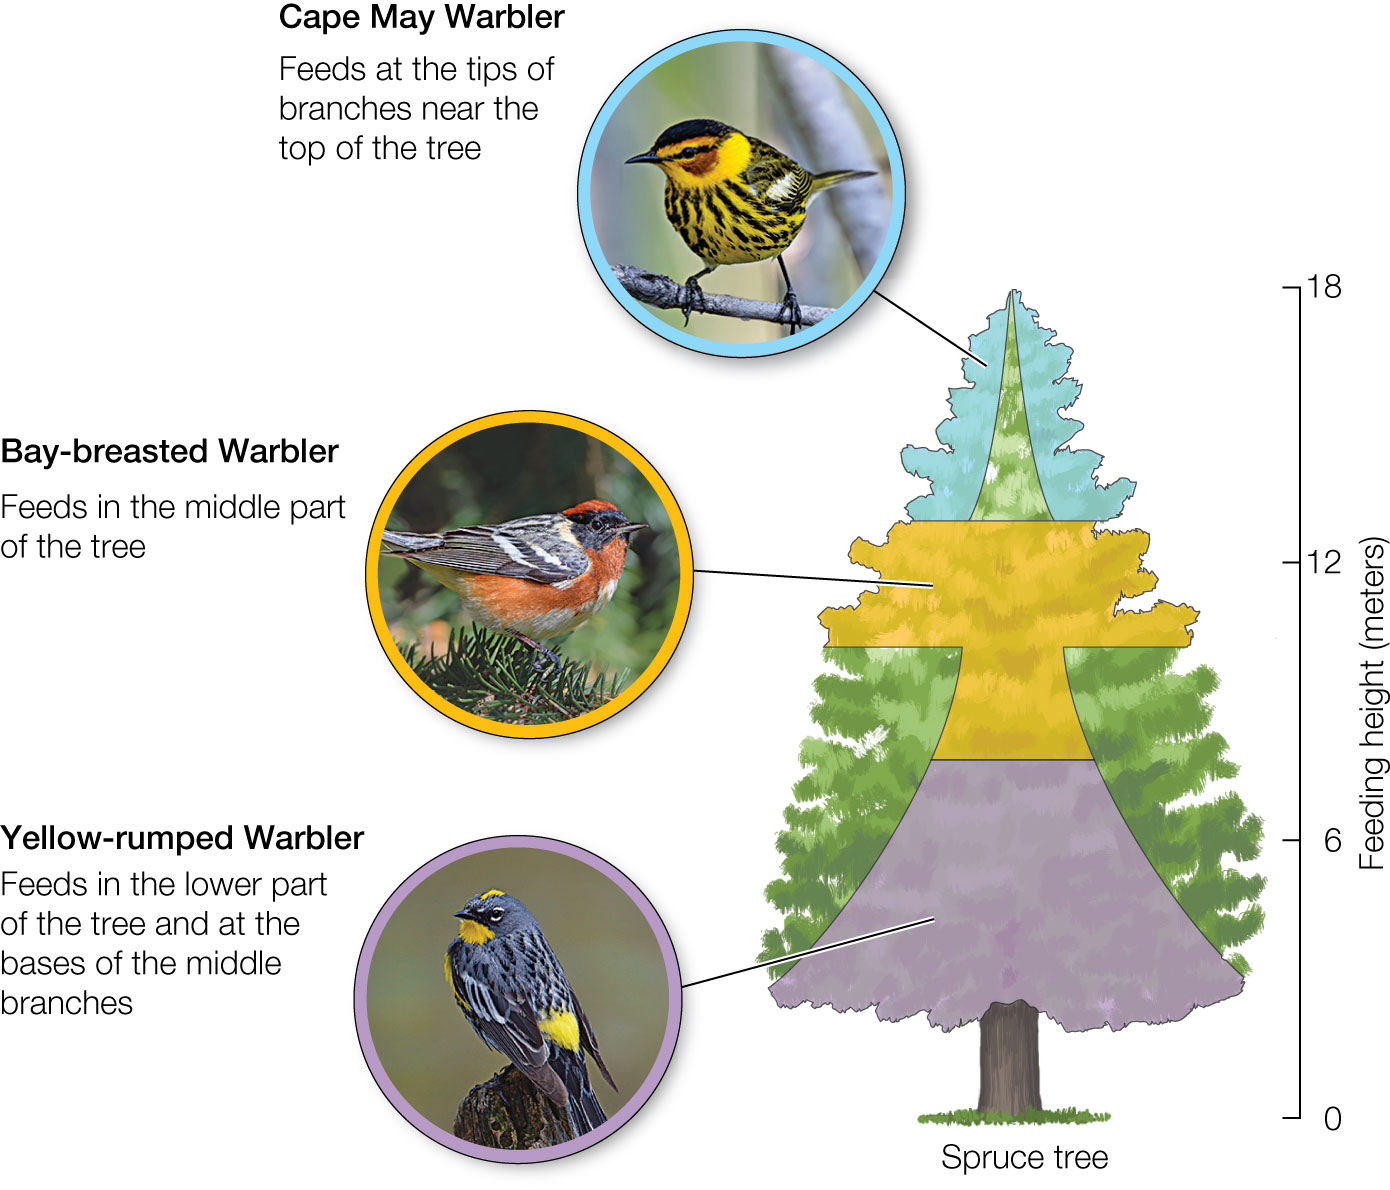 Cape May Warbler
Feeds at the tips of
branches near the
top of the tree
Bay-breasted Warbler
Feeds in the middle part
of the tree
Yellow-rumped Warbler
Feeds in the lower part
of the tree and at the
bases of the middle
branches
18
12
6
0
Feeding height (meters)
Spruce tree